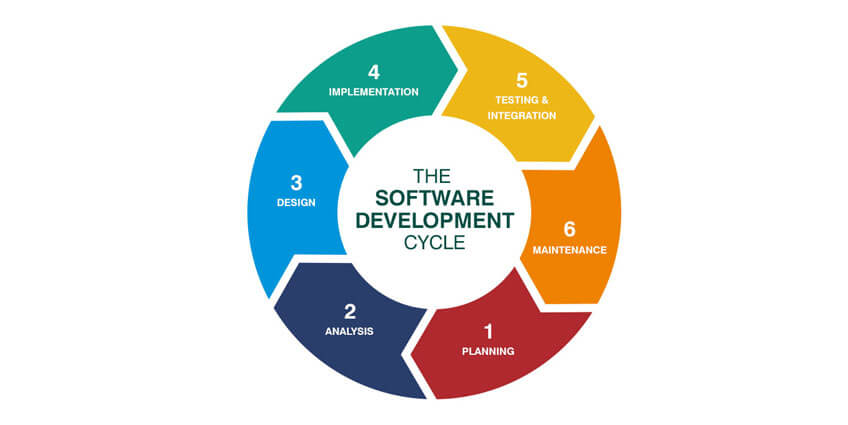 4
IMPLEMENTATION
5
TESTING &
INTEGRATION
3
DESIGN
THE
SOFTWARE
DEVELOPMENT
CYCLE
6
MAINTENANCE
2
ANALYSIS
1
PLANNING